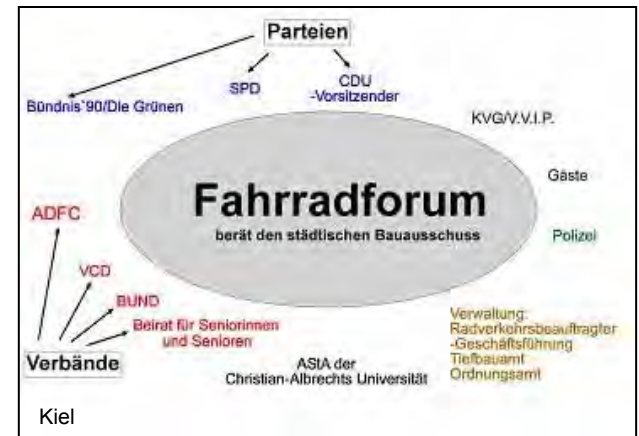 Parteien
SPD
CDU
-Vorsitzender
Bündnis`90/Die Grünen
KVG/V.V.I.P.
Gäste
Fahrradforum
berät den städtischen Bauausschuss
ADFC
Polizei
VCD
BUND
Beirat für Seniorinnen
und Senioren
Verbände
Verwaltung:
Radverkehrsbeauftragter
-Geschäftsführung
Tiefbauamt
Ordnungsamt
AStA der
Christian-Albrechts Universität
Kiel